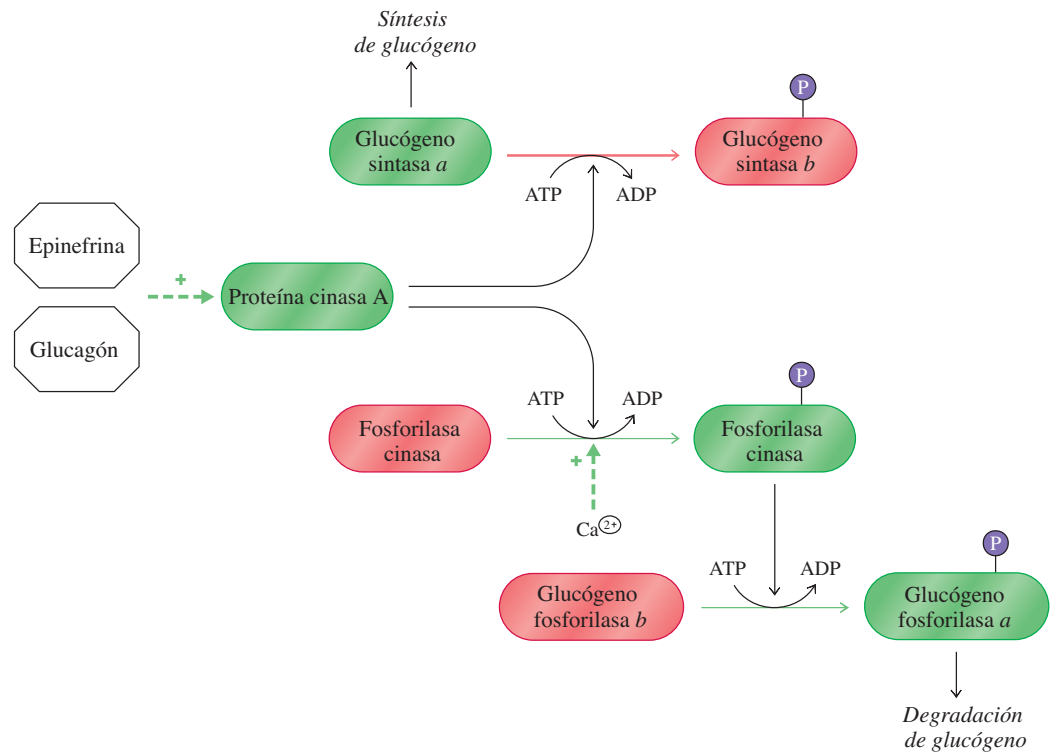 Síntesis
de glucógeno
P
Glucógeno
sintasa a
Glucógeno
sintasa b
ATP
ADP
Epinefrina
+
Proteína cinasa A
Glucagón
P
ATP
ADP
Fosforilasa
cinasa
Fosforilasa
cinasa
+
Ca2+
P
ATP
ADP
Glucógeno
fosforilasa b
Glucógeno
fosforilasa a
Degradación
de glucógeno